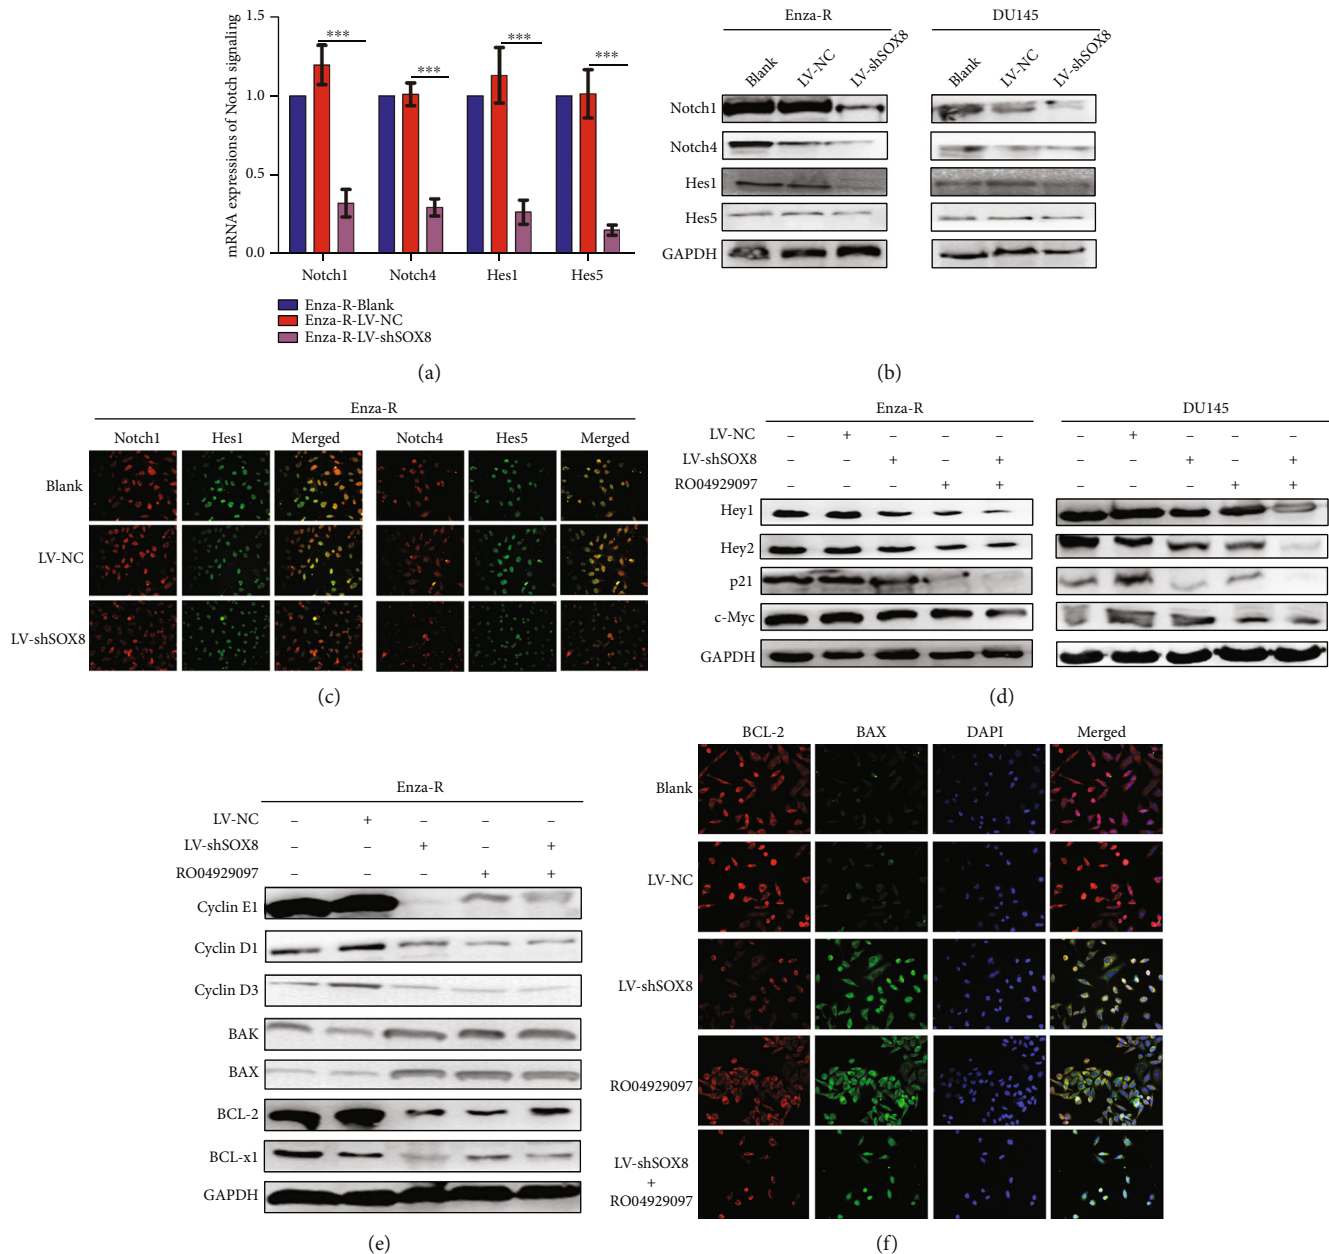 mRNA expressions of Notch signaling
1.5
1.0
0.5
0.0
*** *** *** ***
Notch1 Notch4 Hes1 Hes5
Enza-R-Blank
Enza-R-LV-NC
Enza-R-LV-shSOX8
(a)
Enza-R DU145
Blank LV-NC LV-shSOX8 Blank LV-NC LV-shSOX8
Notch1
Notch4
Hes1
Hes5
GAPDH
(b)
Enza-R
Notch1 Hes1 Merged Notch4 Hes5 Merged
Blank
LV-NC
LV-shSOX8
(c)
Enza-R DU145
LV-NC – + – – – – + – – –
LV-shSOX8 – – + – + – – + – +
RO04929097 – – – + + – – – + +
Hey1
Hey2
p21
c-Myc
GAPDH
(d)
Enza-R
LV-NC – + – – –
LV-shSOX8 – – + – +
RO04929097 – – – + +
Cyclin E1
Cyclin D1
Cyclin D3
BAK
BAX
BCL-2
BCL-x1
GAPDH
(e)
BCL-2 BAX DAPI Merged
Blank
LV-NC
LV-shSOX8
RO04929097
LV-shSOX8
+
RO04929097
(f)